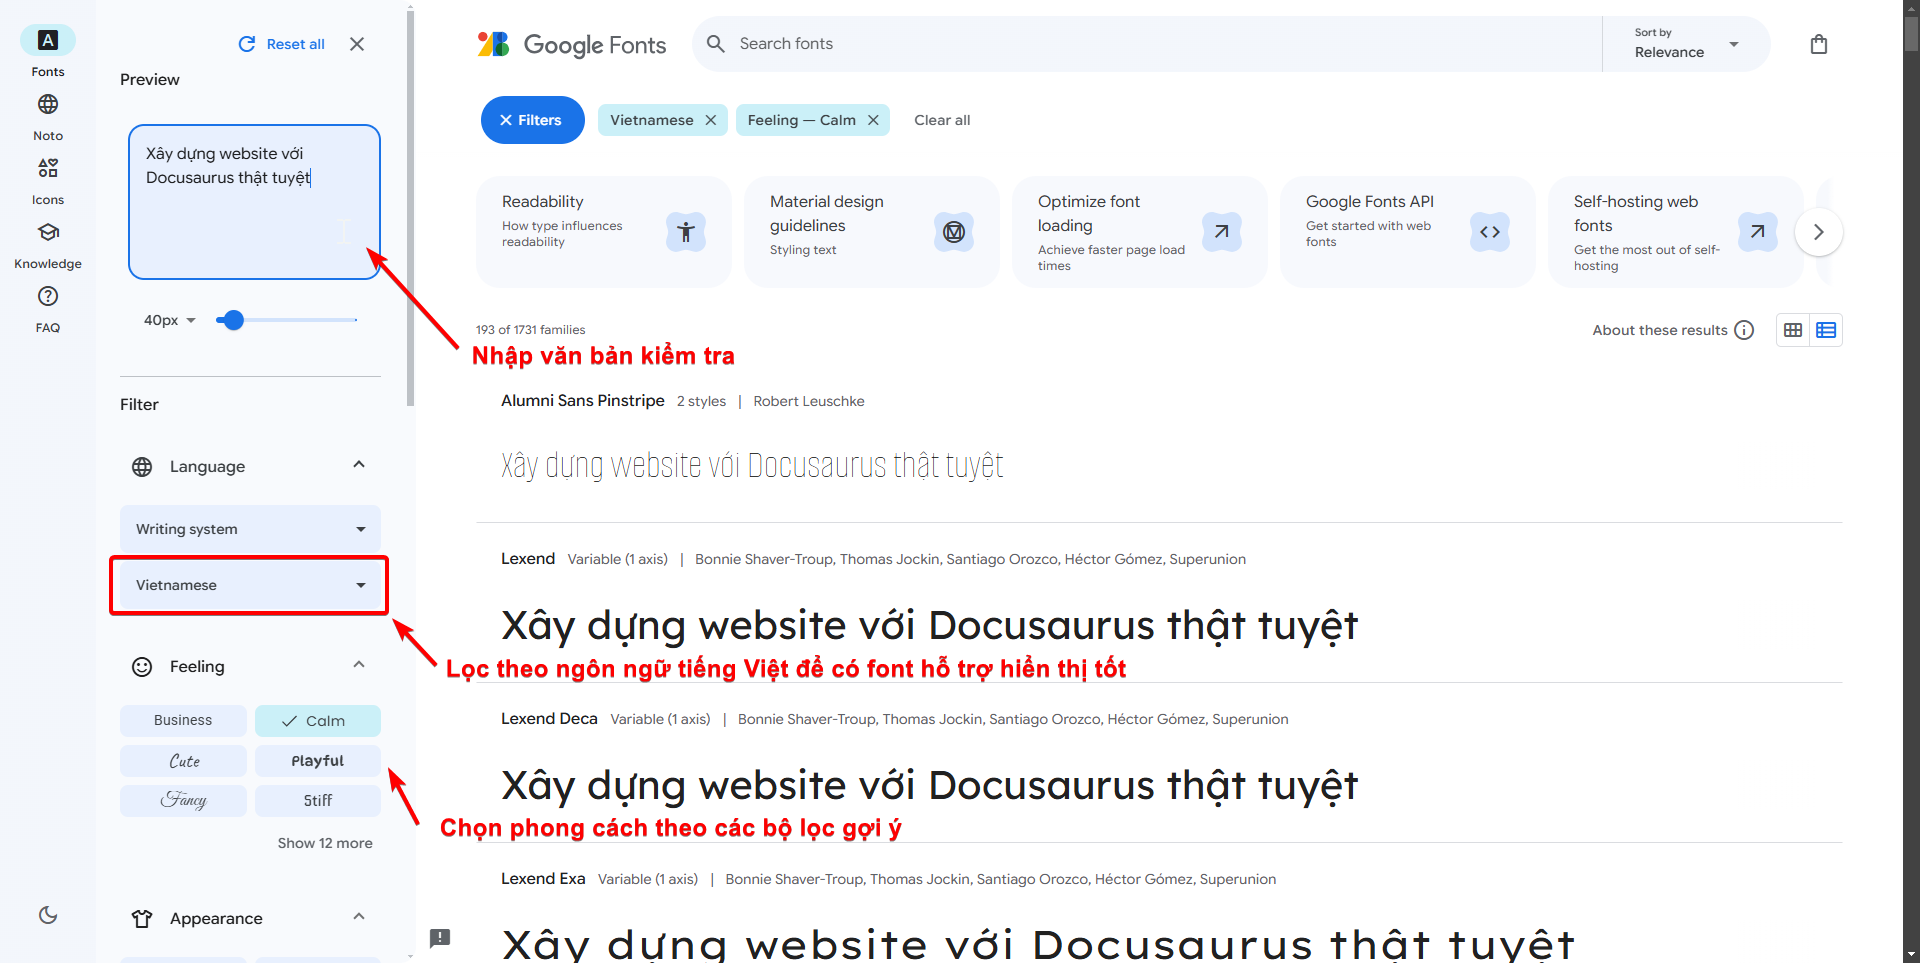 A
Fonts
Noto
Icons
Knowledge
FAQ
Reset all
Preview
Xây dựng website với
Docusaurus thật tuyệt
40px
Filter
Language
Writing system
Vietnamese
Feeling
Business
Calm
Cute
Playful
Fancy
Stiff
Show 12 more
Appearance
Google Fonts
Search fonts
Sort by
Relevance
Filters
Vietnamese
Feeling — Calm
Clear all
Readability
How type influences
readability
Material design
guidelines
Styling text
Optimize font
loading
Achieve faster page load
times
Google Fonts API
Get started with web
fonts
Self-hosting web
fonts
Get the most out of self-
hosting
193 of 1731 families
About these results
Nhập văn bản kiểm tra
Alumni Sans Pinstripe 2 styles | Robert Leuschke
Xây dựng website với Docusaurus thật tuyệt
Lexend Variable (1 axis) | Bonnie Shaver-Troup, Thomas Jockin, Santiago Orozco, Héctor Gómez, Superunion
Xây dựng website với Docusaurus thật tuyệt
Lọc theo ngôn ngữ tiếng Việt để có font hỗ trợ hiển thị tốt
Lexend Deca Variable (1 axis) | Bonnie Shaver-Troup, Thomas Jockin, Santiago Orozco, Héctor Gómez, Superunion
Xây dựng website với Docusaurus thật tuyệt
Chọn phong cách theo các bộ lọc gợi ý
Lexend Exa Variable (1 axis) | Bonnie Shaver-Troup, Thomas Jockin, Santiago Orozco, Héctor Gómez, Superunion
Xây dựng website với Docusaurus thật tuyệt